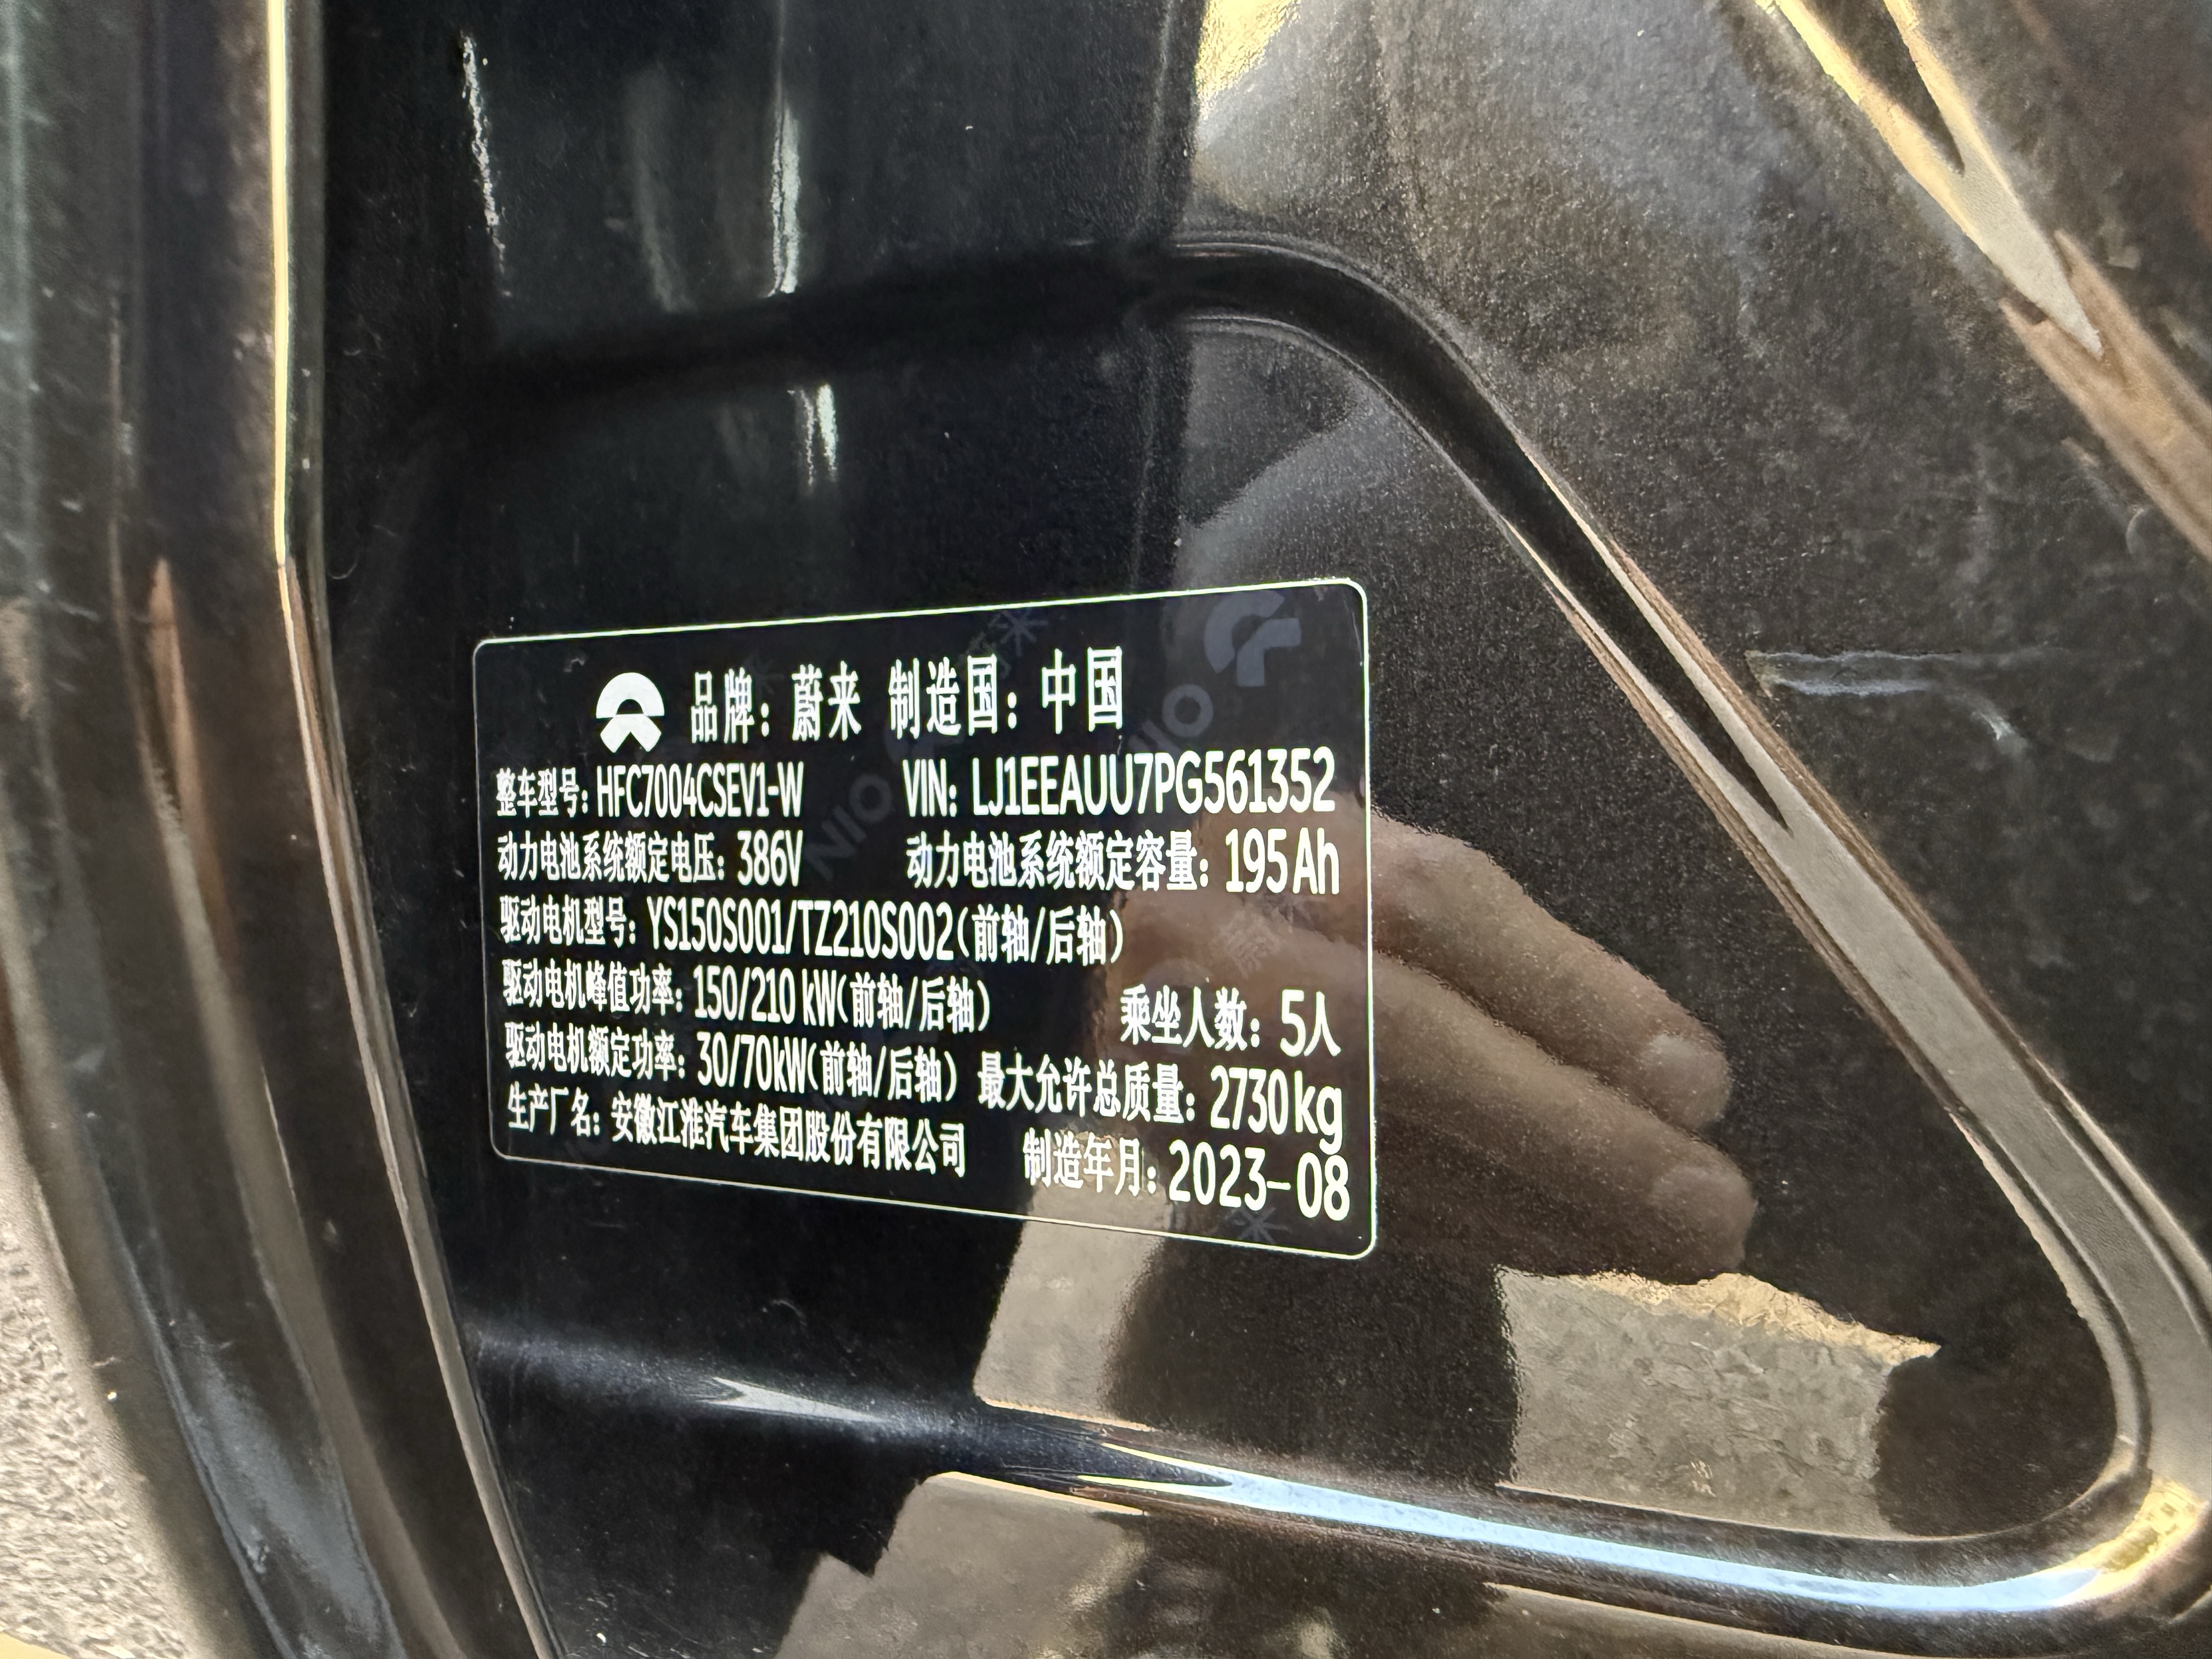 品牌：蔚来 制造国：中国
整车型号：HFC7004CSEV1-W VIN：LJ1EEAUU7PG561352
动力电池系统额定电压：386V 动力电池系统额定容量：195Ah
驱动电机型号：YS150S001/TZ210S002（前轴/后轴）
驱动电机峰值功率：150/210 kW（前轴/后轴） 乘坐人数：5人
驱动电机额定功率：30/70kW（前轴/后轴） 最大允许总质量：2730kg
生产厂名：安徽江淮汽车集团股份有限公司 制造年月：2023-08
NIO
NIO
蔚来